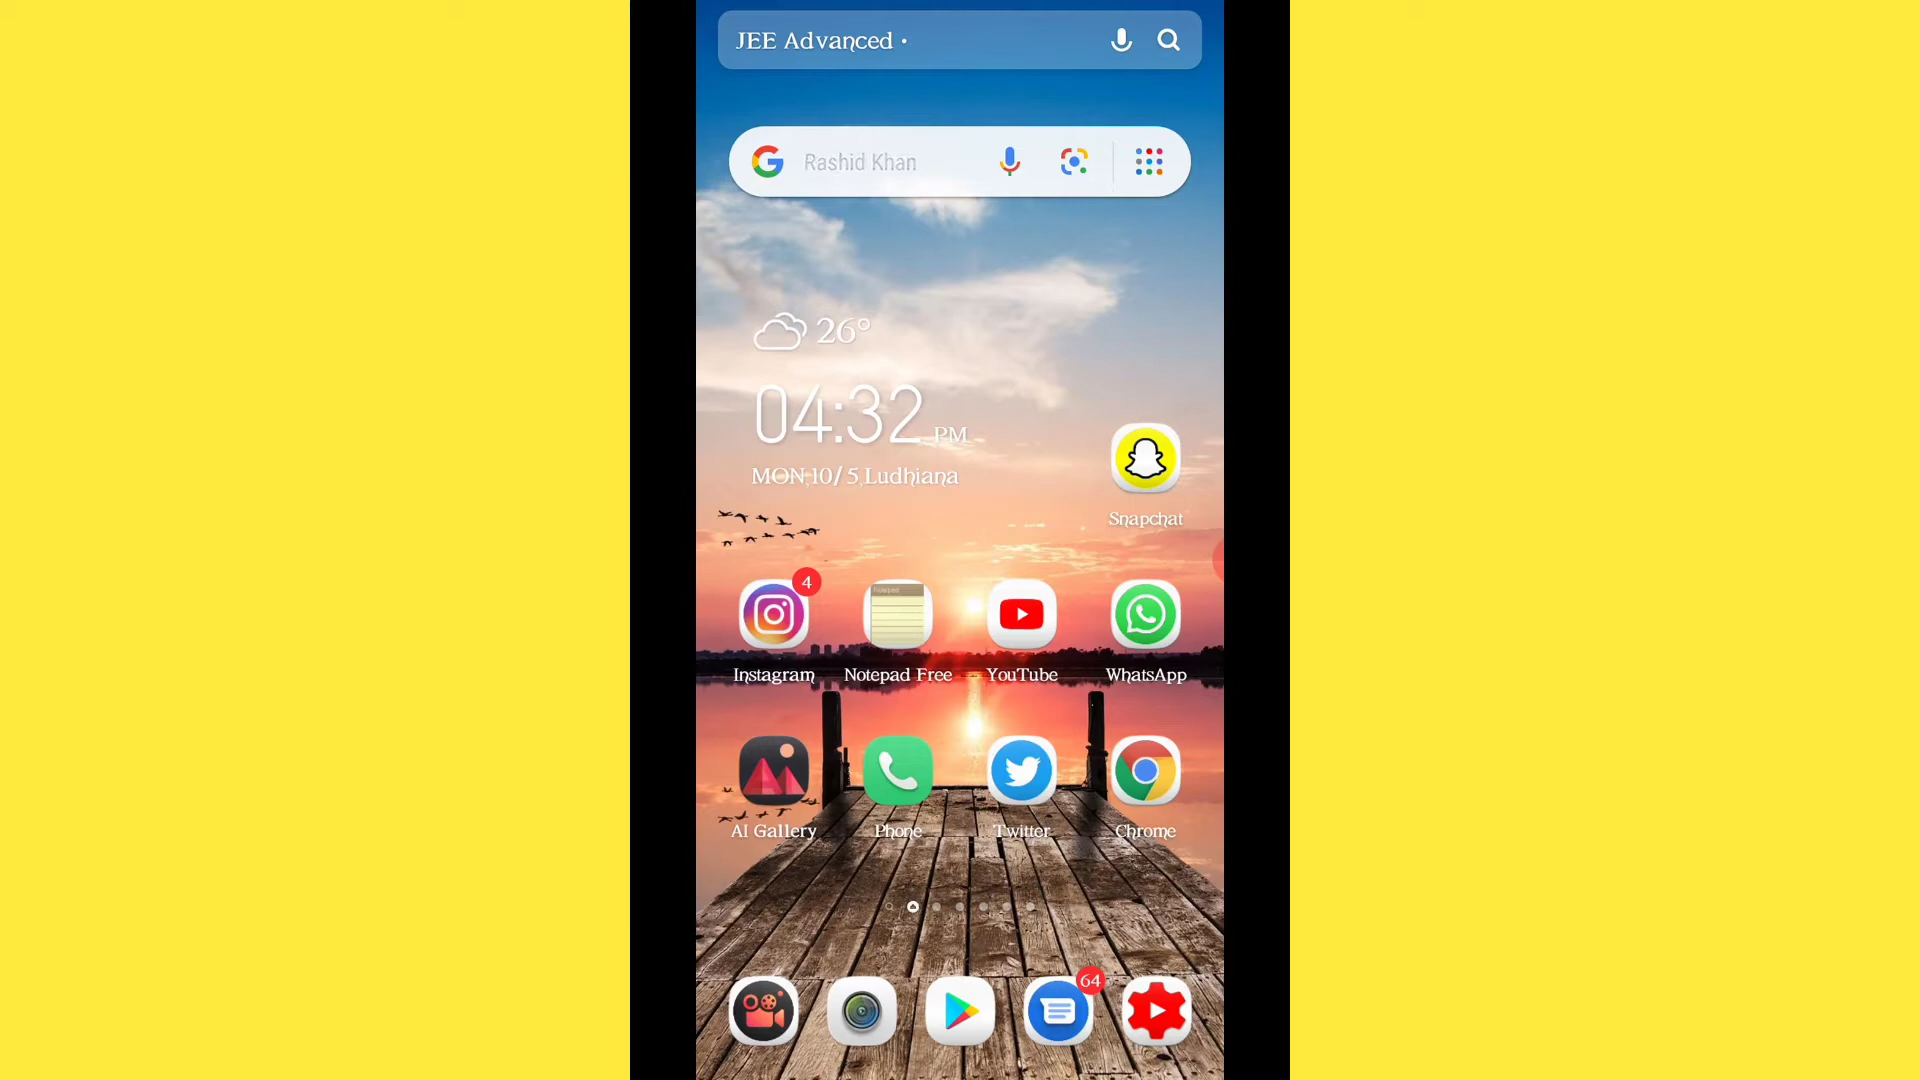 JEE Advanced •
Rashid Khan
26°
04:32 PM
MON,10/ 5,Ludhiana
Snapchat
4
Notepad
Instagram
Notepad Free
YouTube
WhatsApp
AI Gallery
Phone
Twitter
Chrome
64